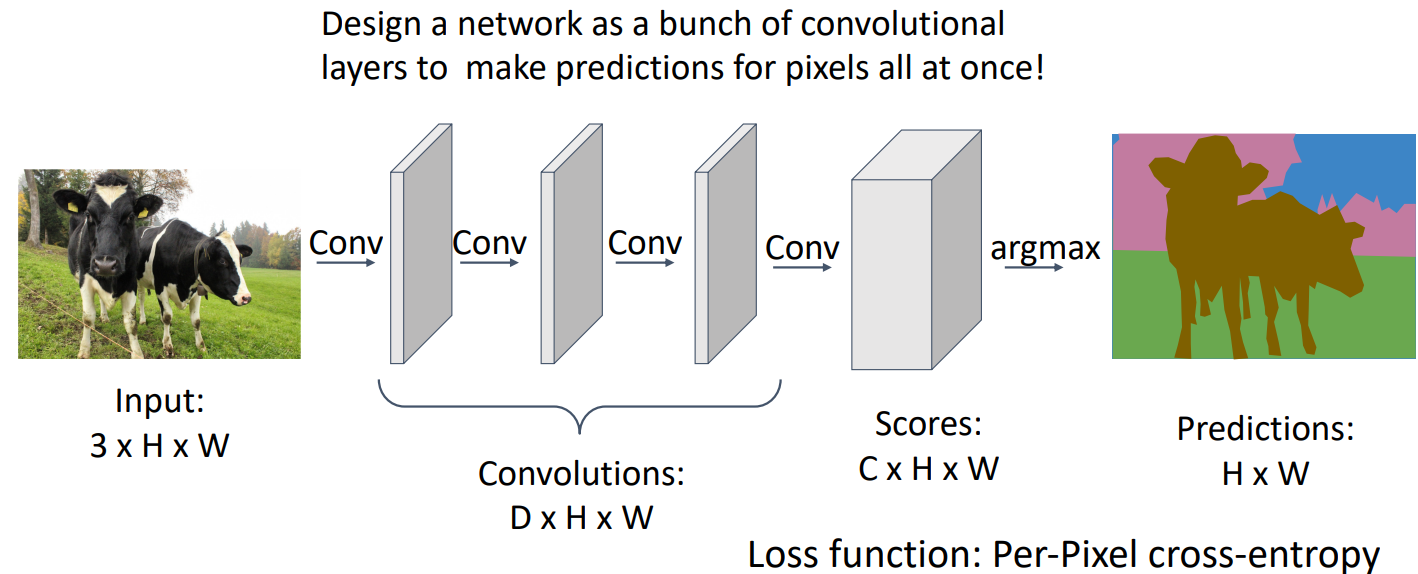 Design a network as a bunch of convolutional
layers to  make predictions for pixels all at once!
Conv
Conv
Conv
Conv
argmax
Input:
3 x H x W
Convolutions:
D x H x W
Scores:
C x H x W
Predictions:
H x W
Loss function: Per-Pixel cross-entropy